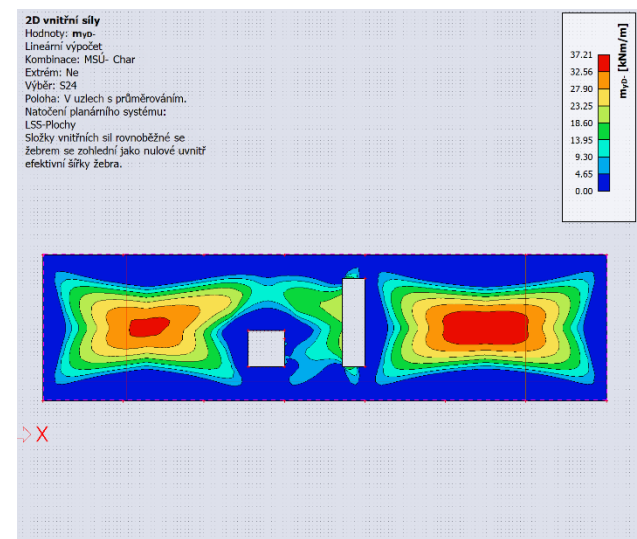 2D vnitřní síly
Hodnoty: myD-
Lineární výpočet
Kombinace: MSÚ- Char
Extrém: Ne
Výběr: S24
Poloha: V uzlech s průměrováním.
Natočení planárního systému:
LSS-Plochy
Složky vnitřních sil rovnoběžné se
žebrem se zohlední jako nulové uvnitř
efektivní šířky žebra.
37.21
32.56
27.90
23.25
18.60
13.95
9.30
4.65
0.00
myD- [kNm/m]
X